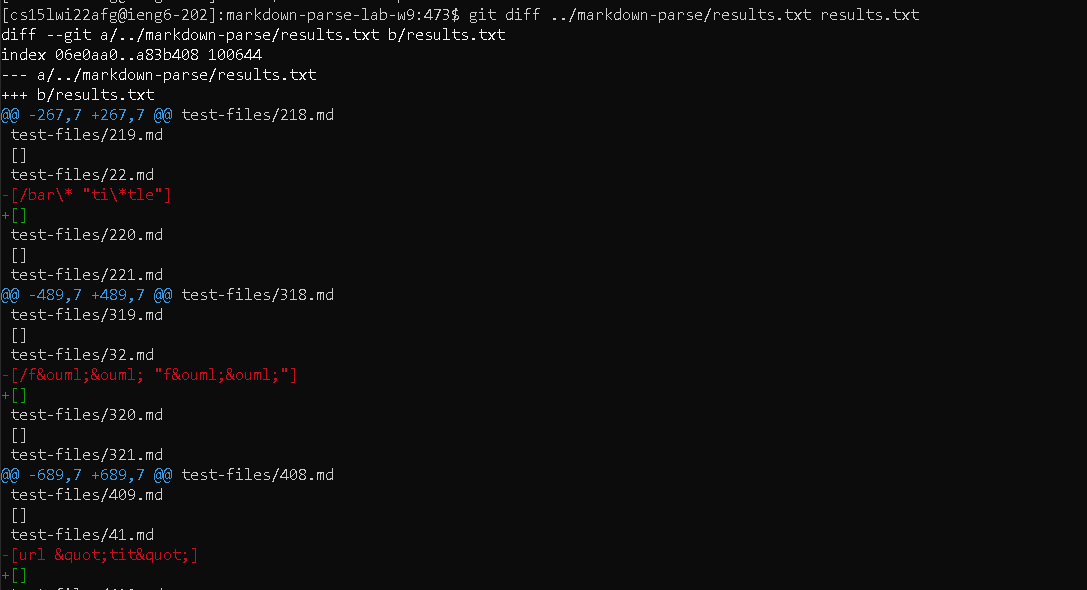 [cs15lwi22afg@ieng6-202]:markdown-parse-lab-w9:473$ git diff ../markdown-parse/results.txt results.txt
diff --git a/../markdown-parse/results.txt b/results.txt
index 06e0aa0..a83b408 100644
--- a/../markdown-parse/results.txt
+++ b/results.txt
@@ -267,7 +267,7 @@ test-files/218.md
 test-files/219.md
 []
 test-files/22.md
-[/bar\* "ti\*tle"]
+[]
 test-files/220.md
 []
 test-files/221.md
@@ -489,7 +489,7 @@ test-files/318.md
 test-files/319.md
 []
 test-files/32.md
-[/f&ouml;&ouml; "f&ouml;&ouml;"]
+[]
 test-files/320.md
 []
 test-files/321.md
@@ -689,7 +689,7 @@ test-files/408.md
 test-files/409.md
 []
 test-files/41.md
-[url &quot;tit&quot;]
+[]